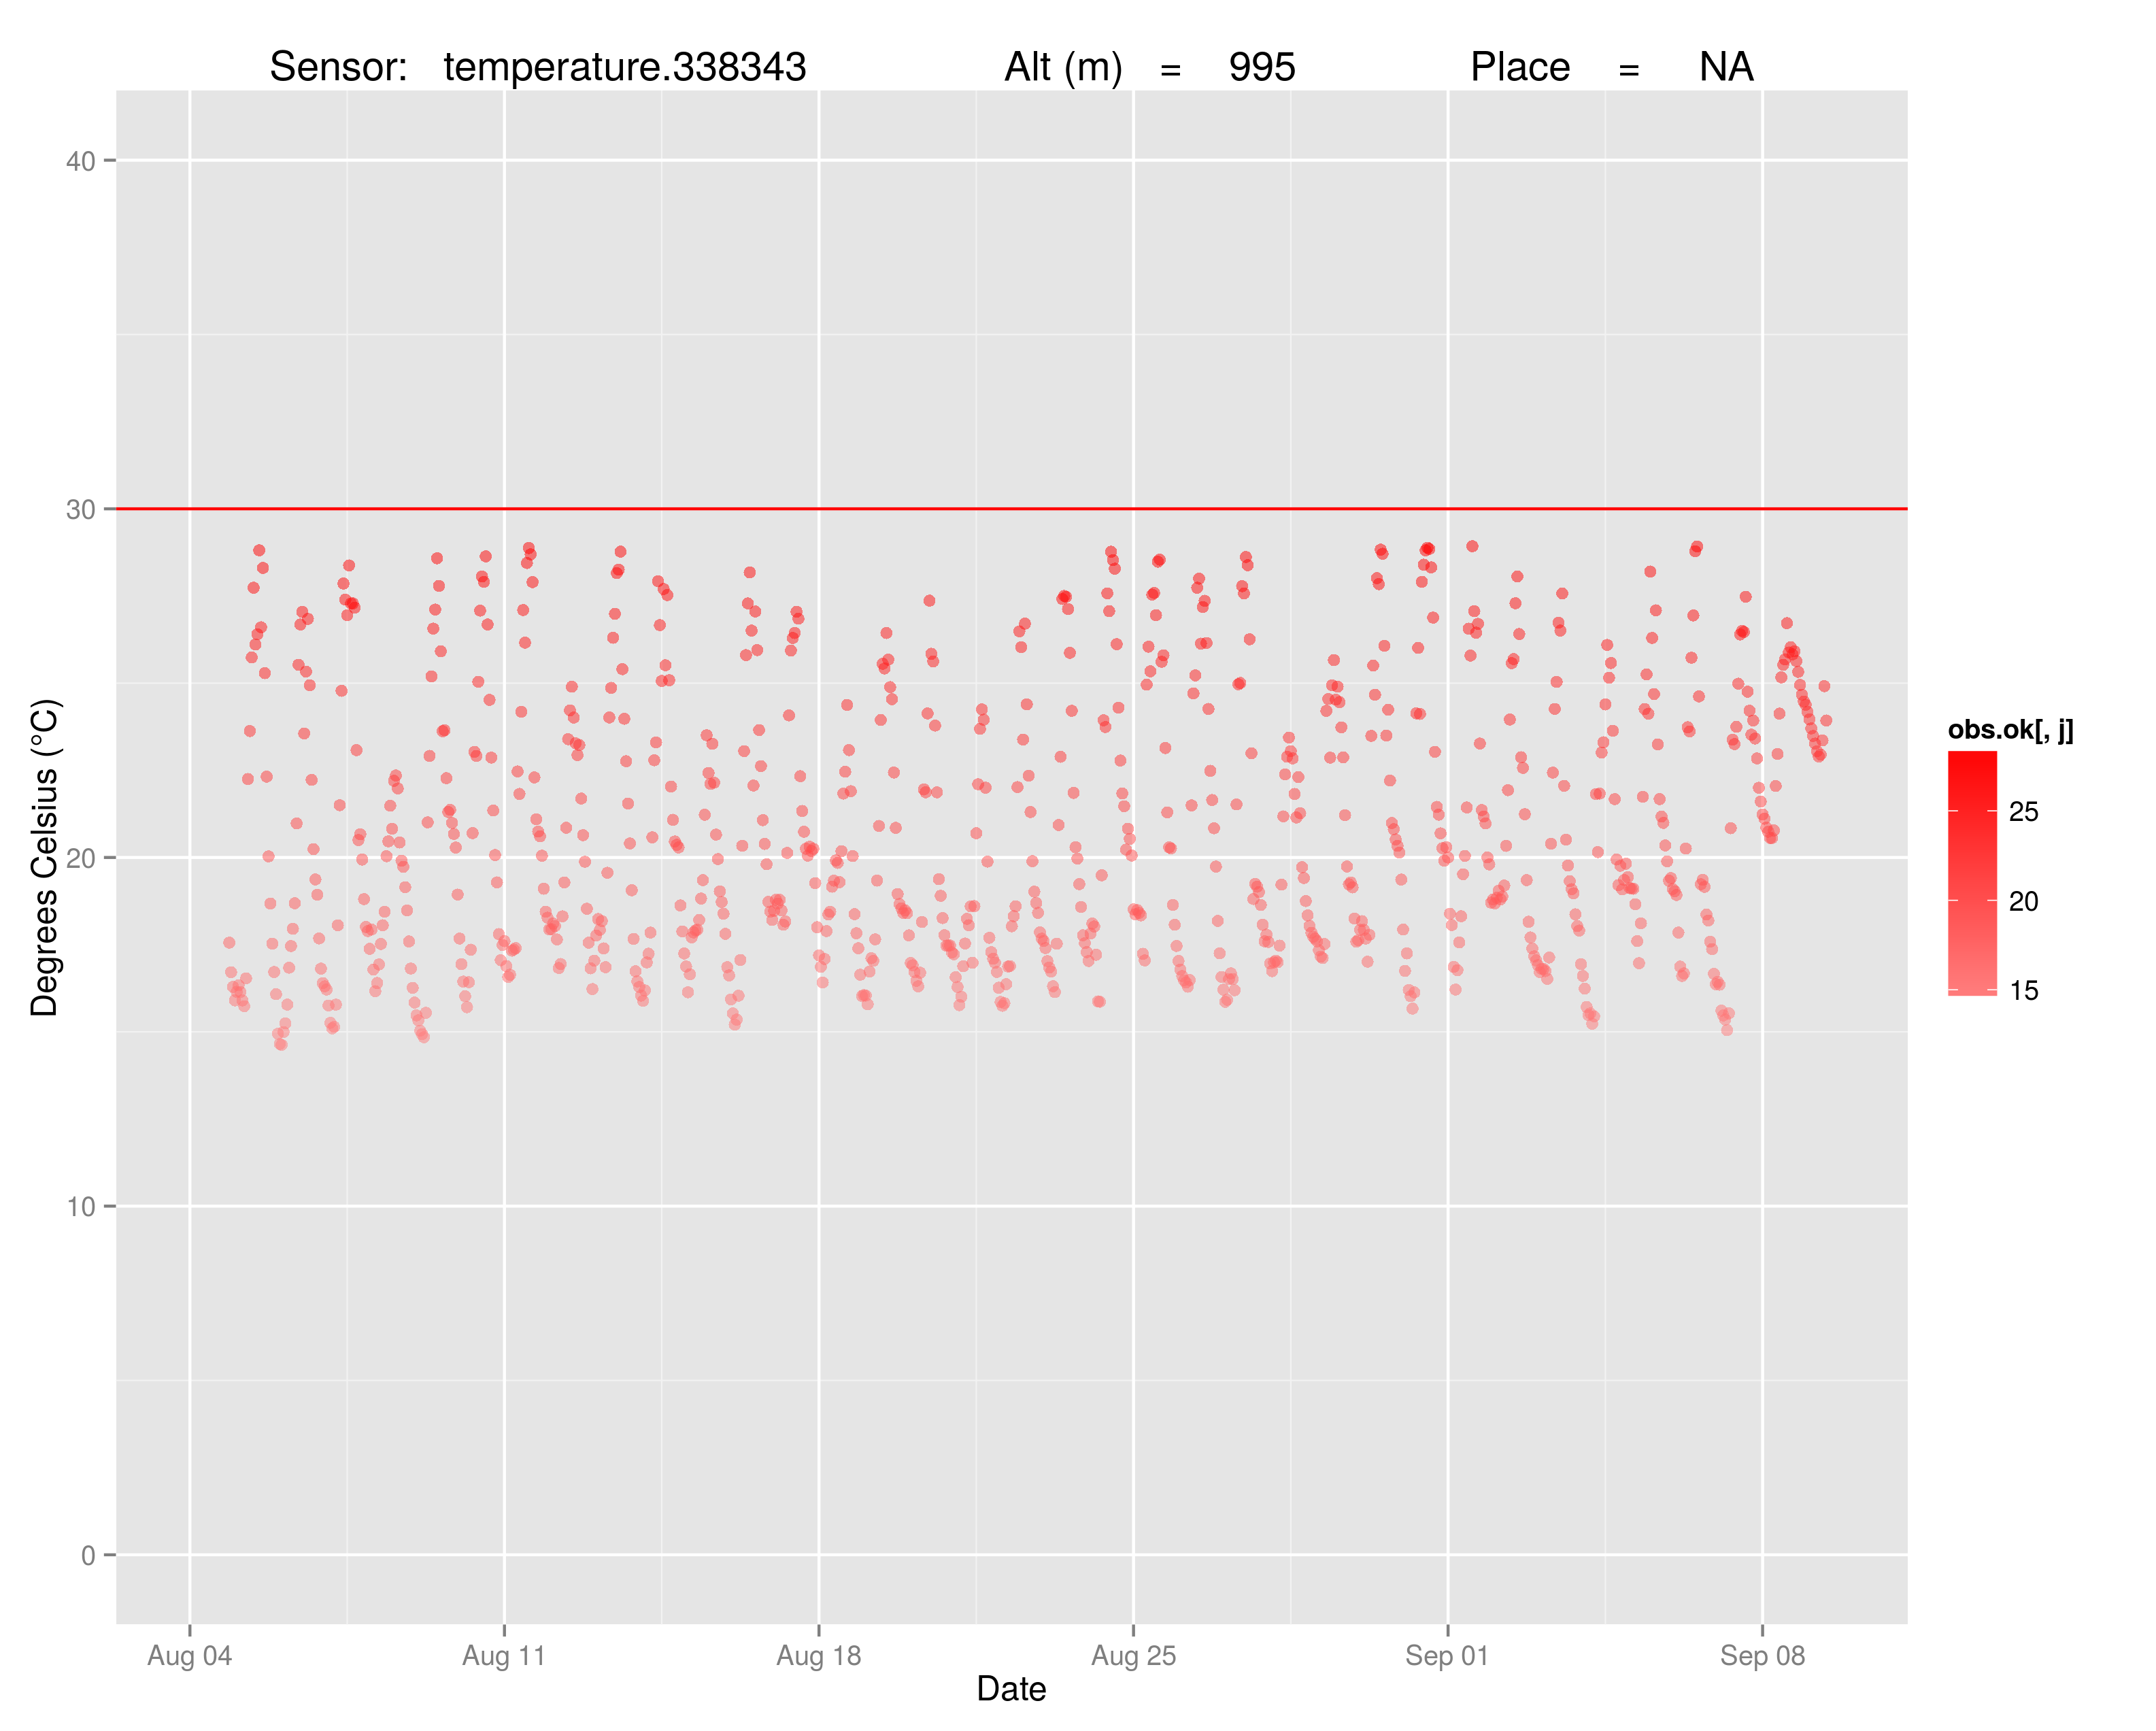 Sensor: temperature.338343 Alt (m) = 995 Place = NA
40
30
20
10
0
Degrees Celsius (°C)
Aug 04 Aug 11 Aug 18 Aug 25 Sep 01 Sep 08
Date
obs.ok[, j]
25
20
15